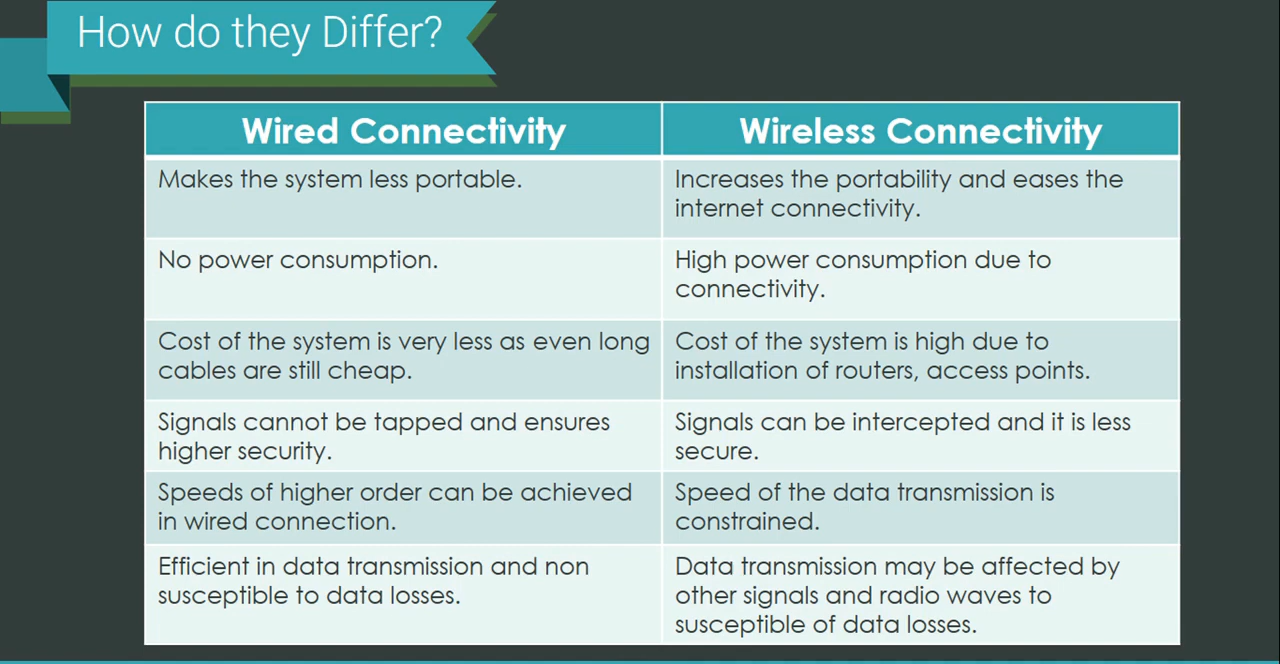 How do they Differ?
Wired Connectivity
Wireless Connectivity
Makes the system less portable.
Increases the portability and eases the
internet connectivity.
No power consumption.
High power consumption due to
connectivity.
Cost of the system is very less as even long
cables are still cheap.
Cost of the system is high due to
installation of routers, access points.
Signals cannot be tapped and ensures
higher security.
Signals can be intercepted and it is less
secure.
Speeds of higher order can be achieved
in wired connection.
Speed of the data transmission is
constrained.
Efficient in data transmission and non
susceptible to data losses.
Data transmission may be affected by
other signals and radio waves to
susceptible of data losses.